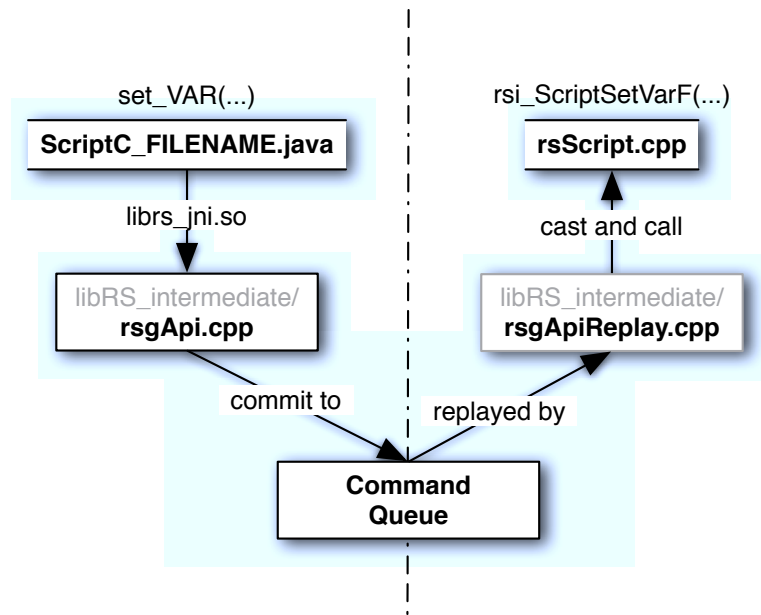 set_VAR(...)
ScriptC_FILENAME.java
librs_jni.so
libRS_intermediate/
rsgApi.cpp
commit to
Command
Queue
replayed by
libRS_intermediate/
rsgApiReplay.cpp
cast and call
rsi_ScriptSetVarF(...)
rsScript.cpp